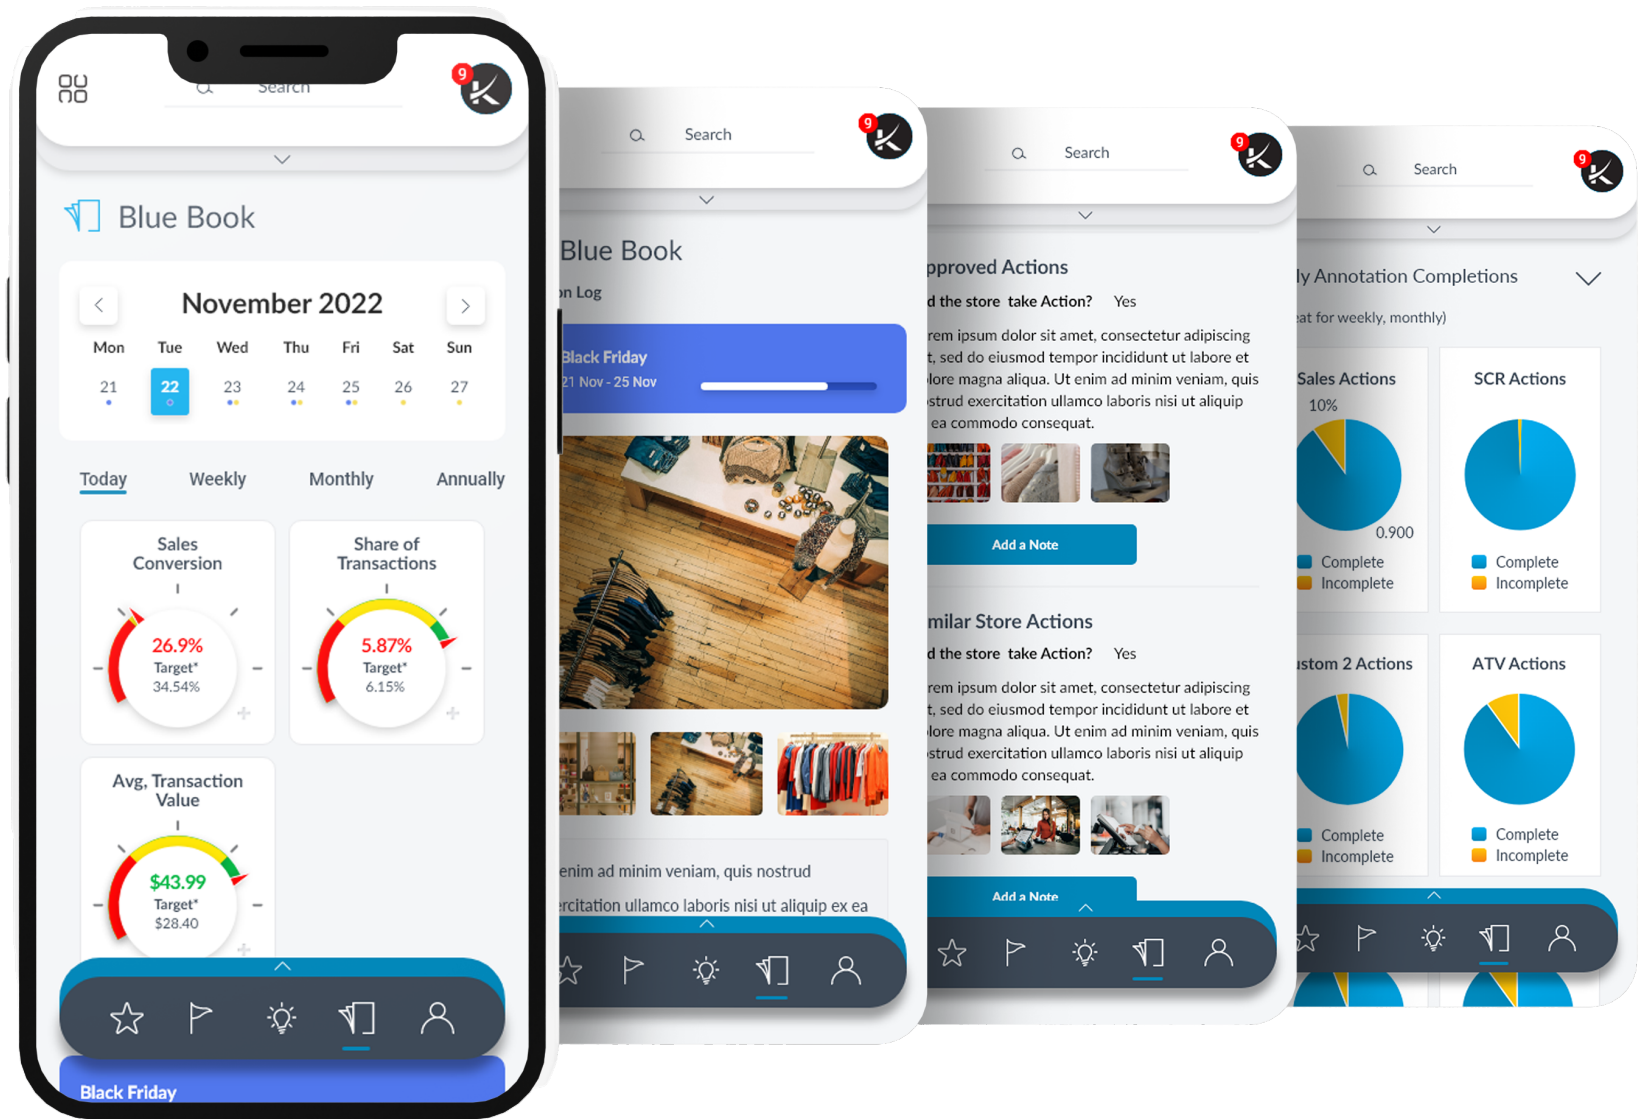 Search
9
Blue Book
November 2022
Mon Tue Wed Thu Fri Sat Sun
21 22 23 24 25 26 27
Today Weekly Monthly Annually
Sales
Conversion
26.9%
Target*
34.54%
Share of
Transactions
5.87%
Target*
6.15%
Avg, Transaction
Value
$43.99
Target*
$28.40
Black Friday
Search
9
Blue Book
on Log
Black Friday
21 Nov - 25 Nov
enim ad minim veniam, quis nostrud
ercitation ullamco laboris nisi ut aliquip ex ea
Search
9
pproved Actions
d the store take Action? Yes
rem ipsum dolor sit amet, consectetur adipiscing
t, sed do eiusmod tempor incididunt ut labore et
lore magna aliqua. Ut enim ad minim veniam, quis
strud exercitation ullamco laboris nisi ut aliquip
ea commodo consequat.
Add a Note
milar Store Actions
d the store take Action? Yes
rem ipsum dolor sit amet, consectetur adipiscing
t, sed do eiusmod tempor incididunt ut labore et
lore magna aliqua. Ut enim ad minim veniam, quis
strud exercitation ullamco laboris nisi ut aliquip
ea commodo consequat.
Add a Note
Search
9
ly Annotation Completions
eat for weekly, monthly)
Sales Actions
10%
0.900
Complete
Incomplete
SCR Actions
Complete
Incomplete
ustom 2 Actions
Complete
Incomplete
ATV Actions
Complete
Incomplete